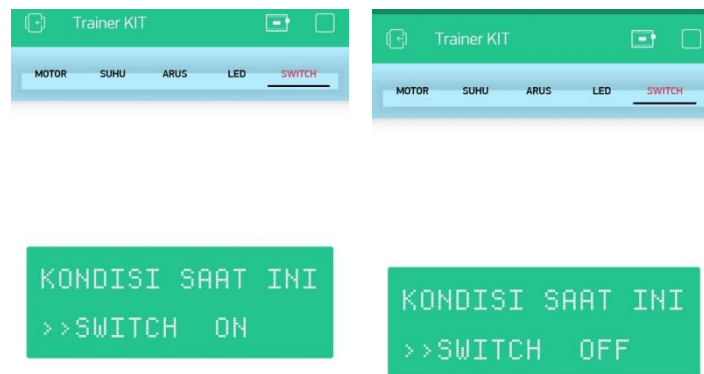 Trainer KIT
MOTOR SUHU ARUS LED SWITCH
KONDISI SAAT INI
>>SWITCH ON
Trainer KIT
MOTOR SUHU ARUS LED SWITCH
KONDISI SAAT INI
>>SWITCH OFF